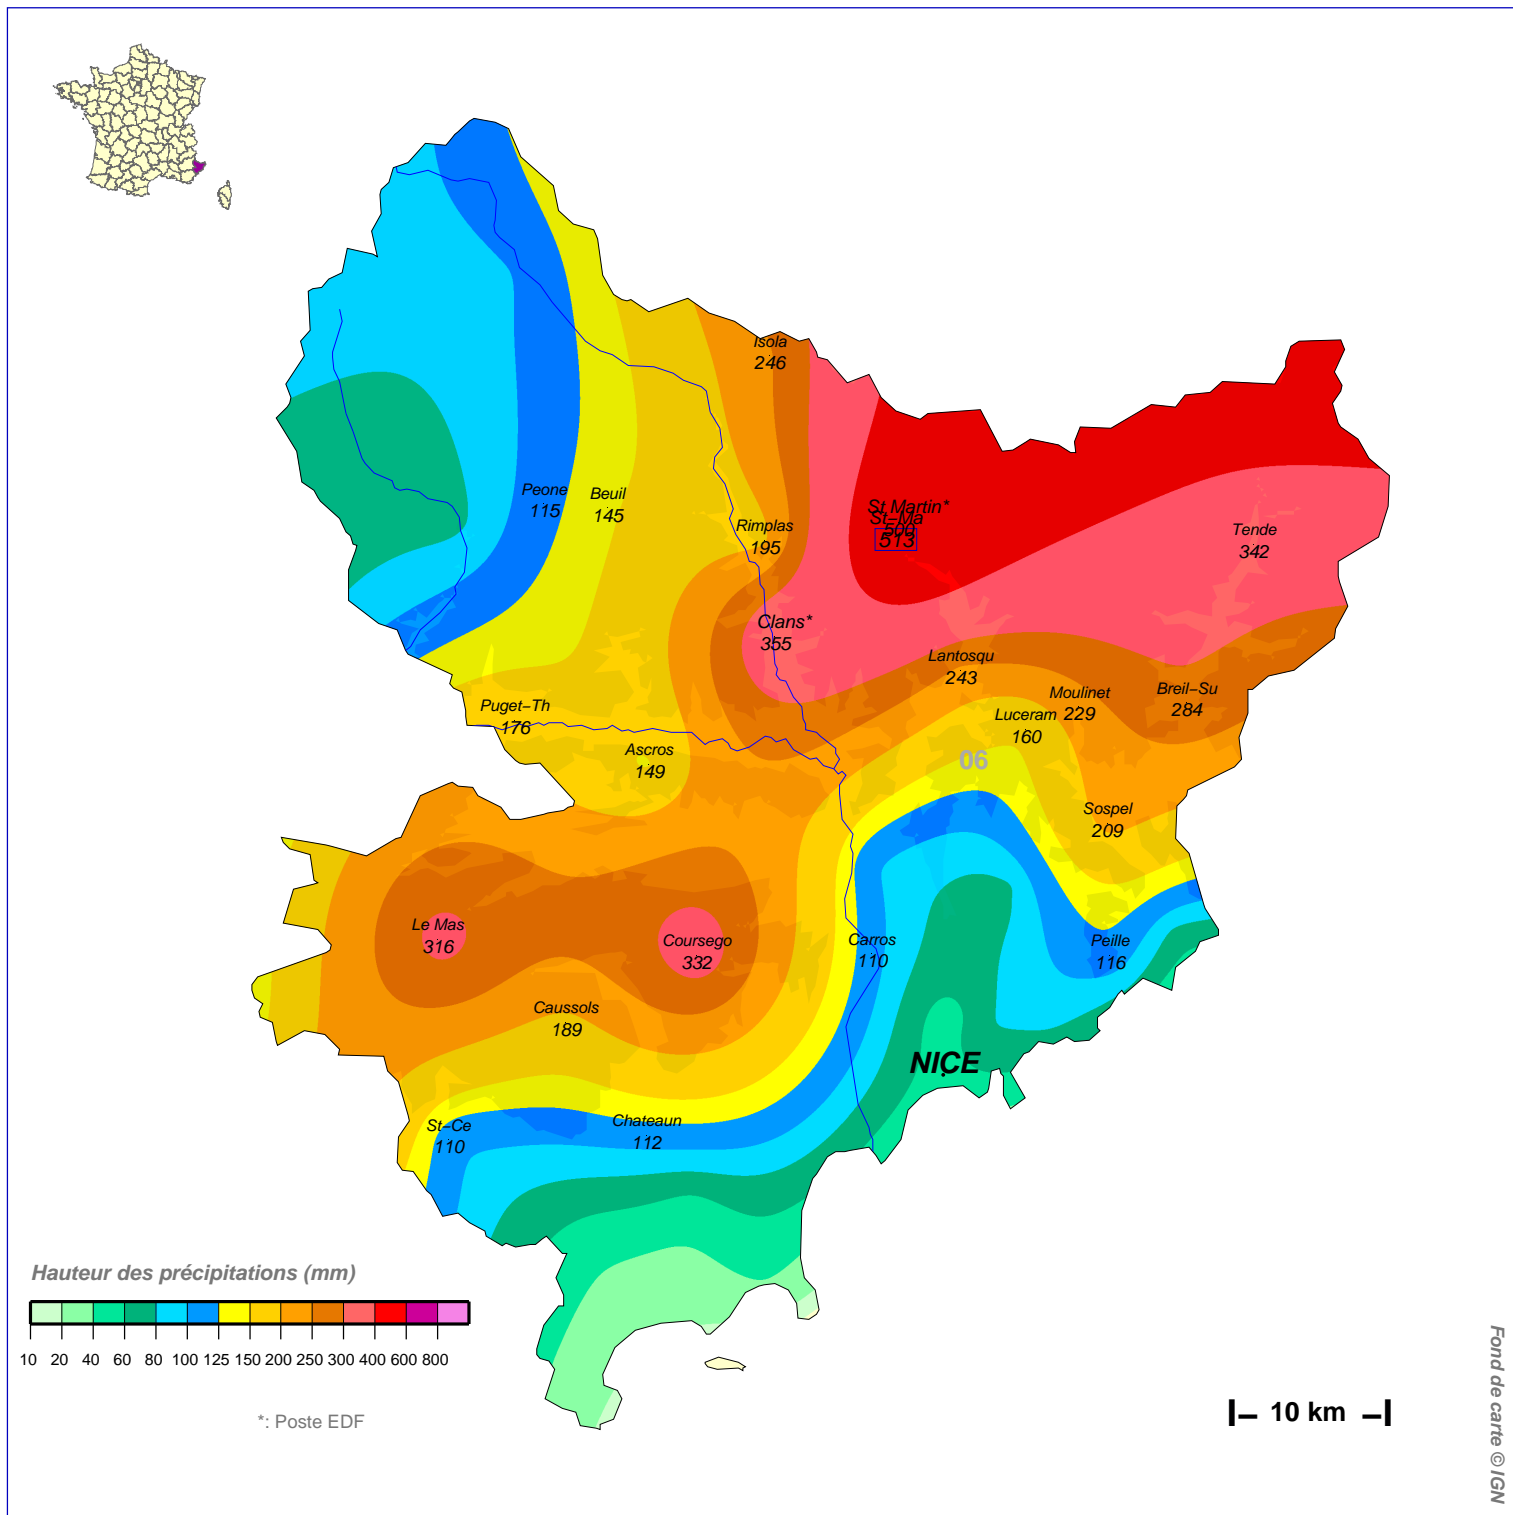 Isola
246
Peone
115
Beuil
145
Rimplas
195
St Martin*
500
St-Ma
513
Tende
342
Clans*
355
Lantosqu
243
Moulinet
229
Breil-Su
284
Luceram
160
Puget-Th
176
Ascros
149
06
Sospel
209
Le Mas
316
Coursego
332
Carros
110
Peille
116
Caussols
189
NICE
St-Ce
110
Chateaun
112
Hauteur des précipitations (mm)
10 20 40 60 80 100 125 150 200 250 300 400 600 800
*: Poste EDF
10 km
Fond de carte © IGN